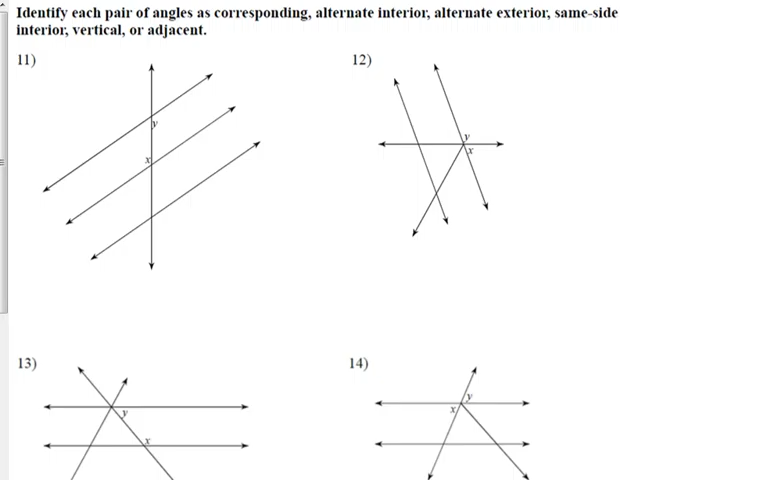 Identify each pair of angles as corresponding, alternate interior, alternate exterior, same-side
interior, vertical, or adjacent.
11)
12)
y
x
y
x
13)
14)
y
x
y
x